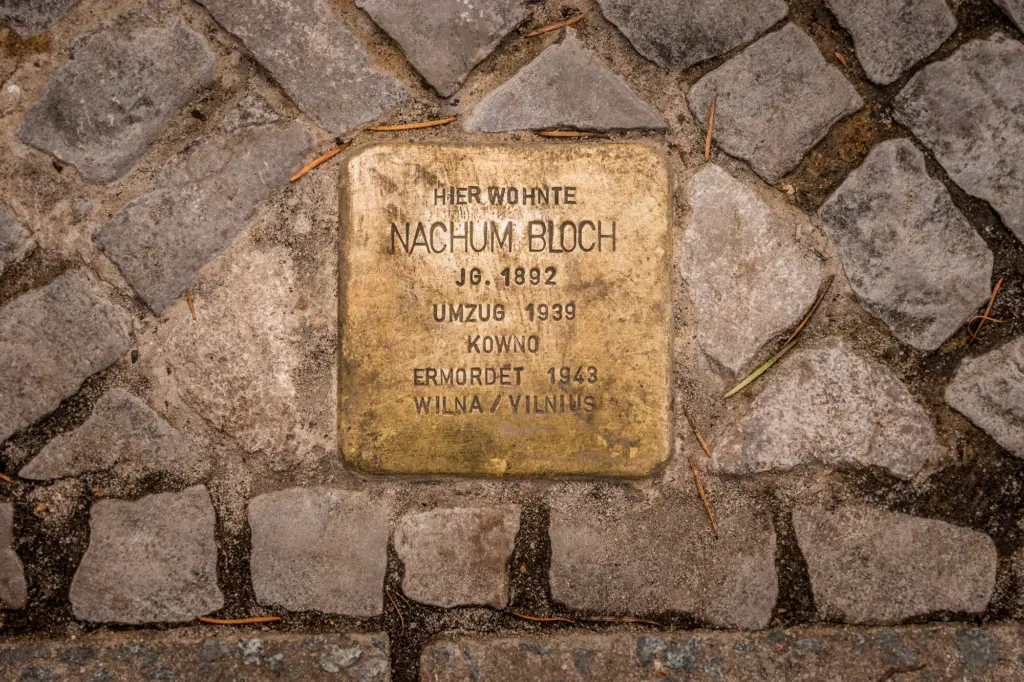 HIER WOHNTE
NACHUM BLOCH
JG. 1892
UMZUG 1939
KOWNO
ERMORDET 1943
WILNA / VILNIUS